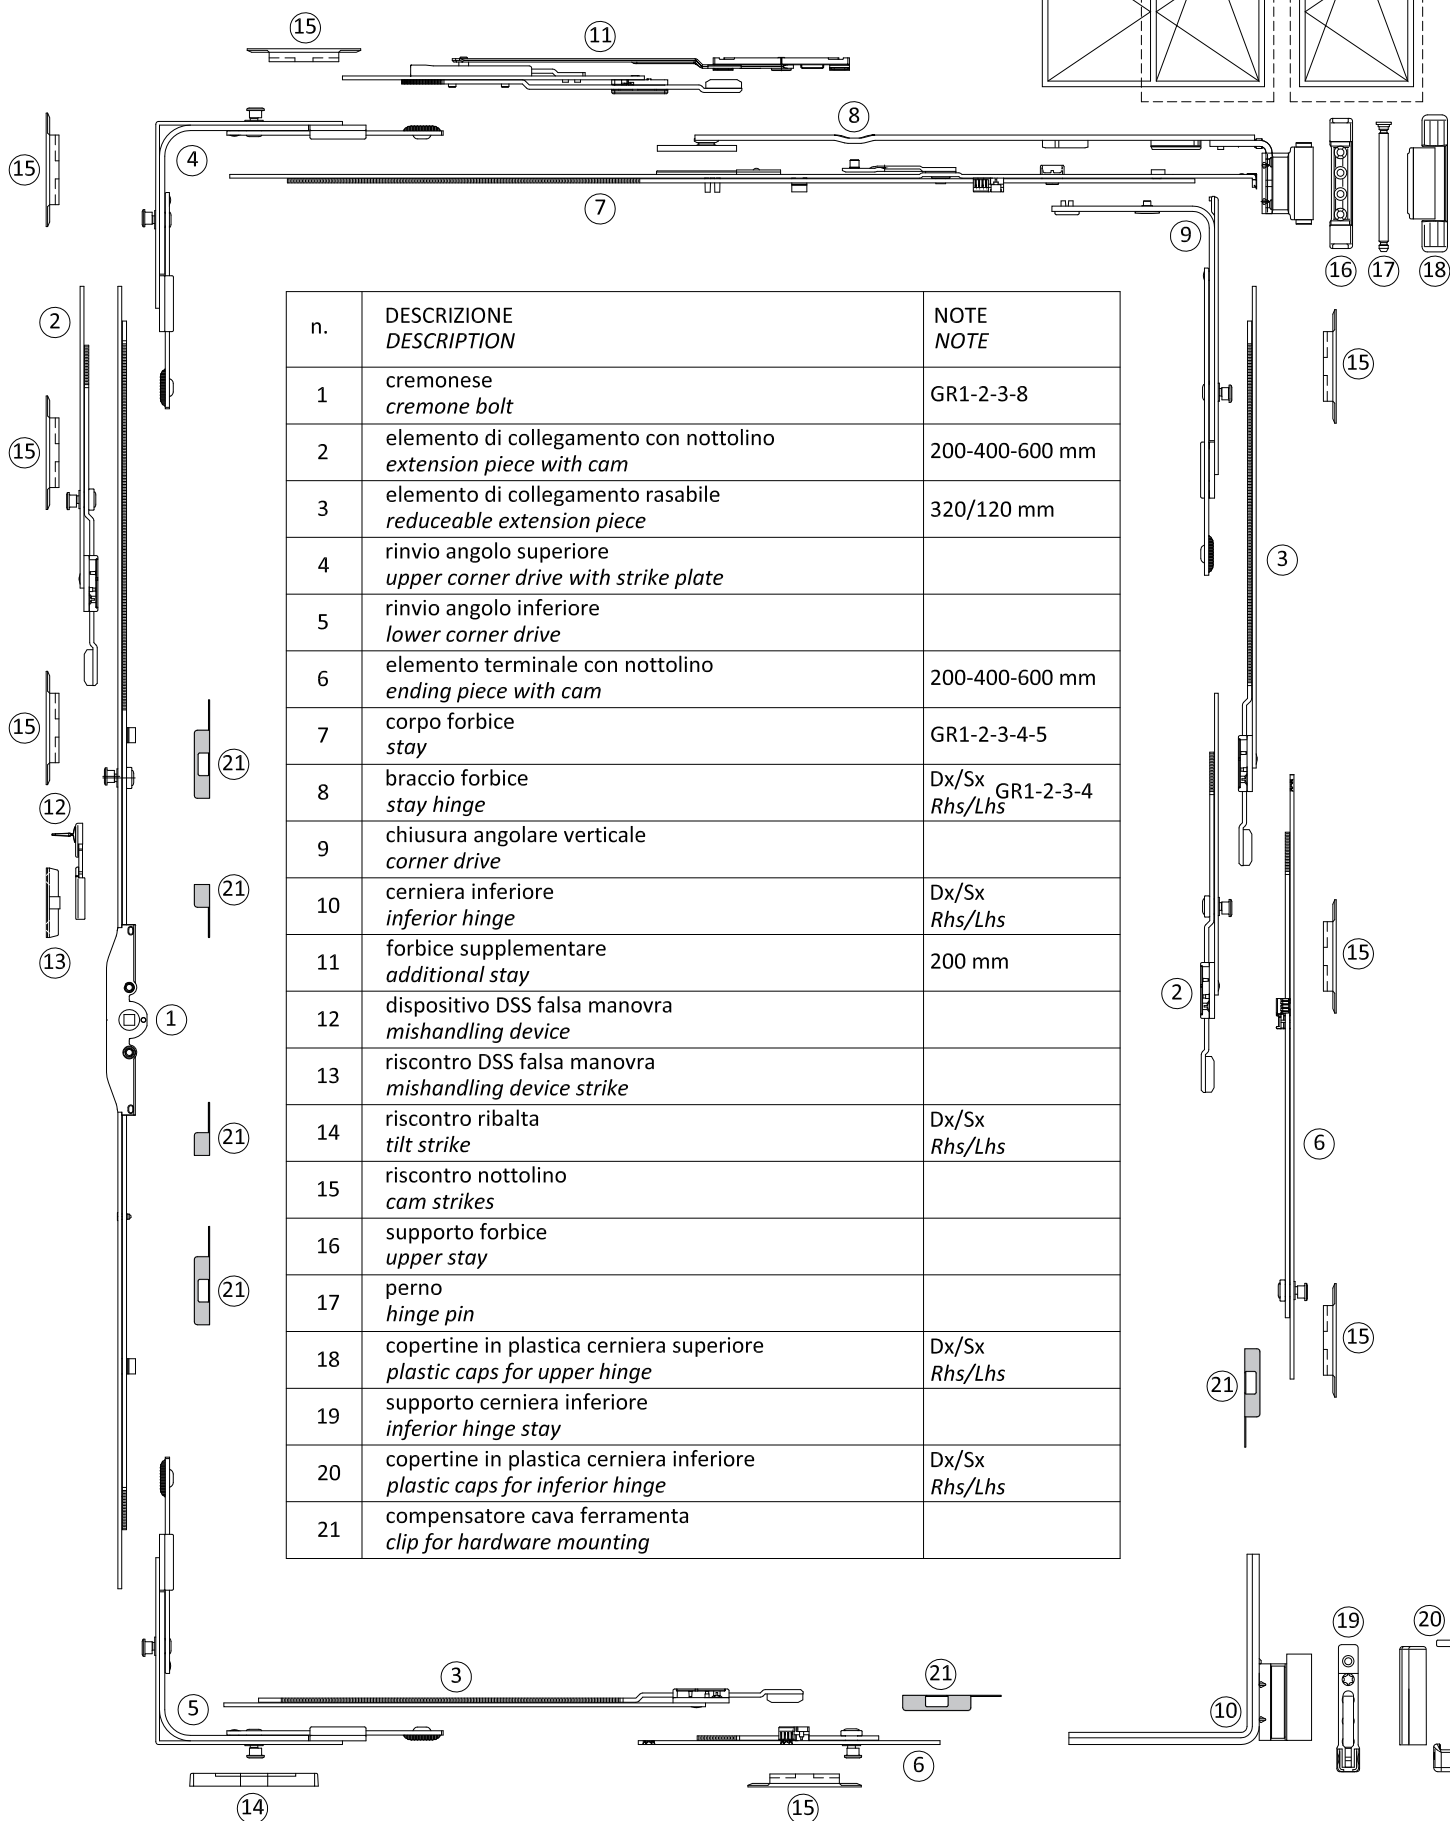 15
11
8
4
15
7
9
16 17 18
2
15
15
3
15
21
12
21
13
1
2
15
21
6
21
15
21
n.
DESCRIZIONE
DESCRIPTION
NOTE
NOTE
1
cremonese
cremone bolt
GR1-2-3-8
2
elemento di collegamento con nottolino
extension piece with cam
200-400-600 mm
3
elemento di collegamento rasabile
reduceable extension piece
320/120 mm
4
rinvio angolo superiore
upper corner drive with strike plate
5
rinvio angolo inferiore
lower corner drive
6
elemento terminale con nottolino
ending piece with cam
200-400-600 mm
7
corpo forbice
stay
GR1-2-3-4-5
8
braccio forbice
stay hinge
Dx/Sx GR1-2-3-4
Rhs/Lhs
9
chiusura angolare verticale
corner drive
10
cerniera inferiore
inferior hinge
Dx/Sx
Rhs/Lhs
11
forbice supplementare
additional stay
200 mm
12
dispositivo DSS falsa manovra
mishandling device
13
riscontro DSS falsa manovra
mishandling device strike
14
riscontro ribalta
tilt strike
Dx/Sx
Rhs/Lhs
15
riscontro nottolino
cam strikes
16
supporto forbice
upper stay
17
perno
hinge pin
18
copertine in plastica cerniera superiore
plastic caps for upper hinge
Dx/Sx
Rhs/Lhs
19
supporto cerniera inferiore
inferior hinge stay
20
copertine in plastica cerniera inferiore
plastic caps for inferior hinge
Dx/Sx
Rhs/Lhs
21
compensatore cava ferramenta
clip for hardware mounting
19
20
3
21
5
10
6
14
15